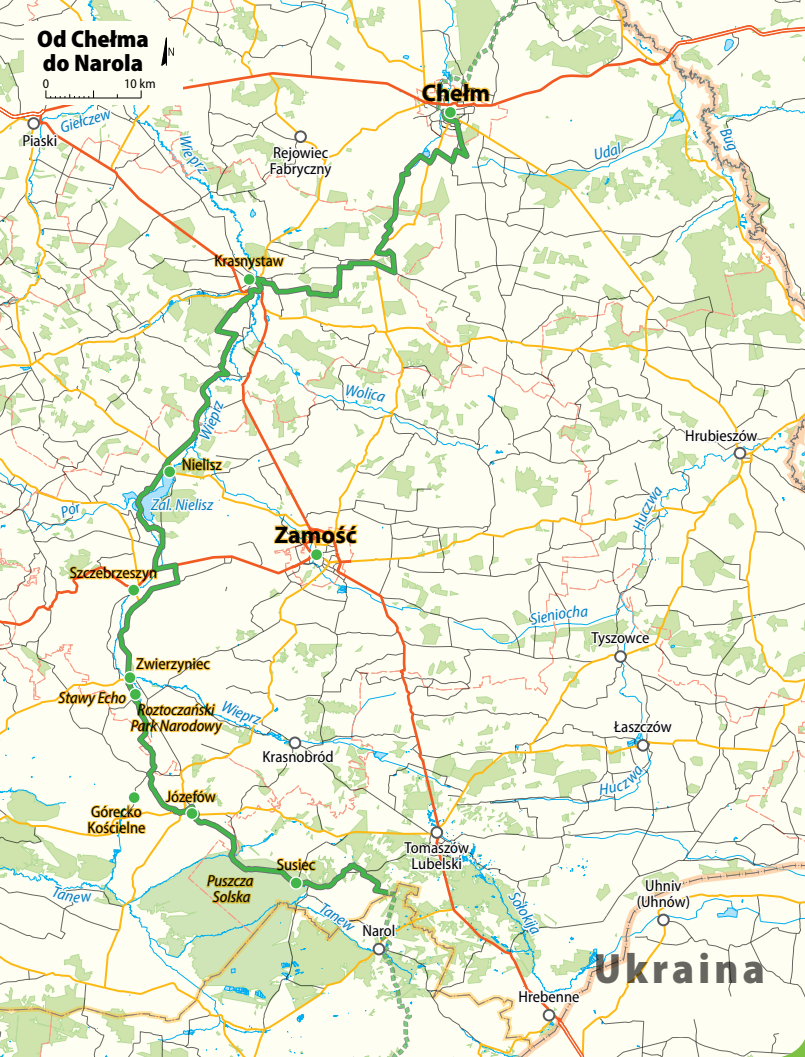 Od Chełma
do Narola
N
0
10 km
Chełm
Giełczew
Piaski
Wieprz
Rejowiec
Fabryczny
Udal
Bug
Krasnystaw
Wolica
Wieprz
Hrubieszów
Nielisz
Pór
Zal. Nielisz
Huczwa
Zamość
Szczebrzeszyn
Sieniocha
Tyszowce
Zwierzyniec
Stawy Echo
Roztoczański
Park Narodowy
Wieprz
Łaszczów
Krasnobród
Huczwa
Józefów
Górecko
Kościelne
Tomaszów
Lubelski
Susiec
Puszcza
Solska
Tanew
Tanew
Sołokija
Uhniv
(Uhnów)
Narol
Ukraina
Hrebenne